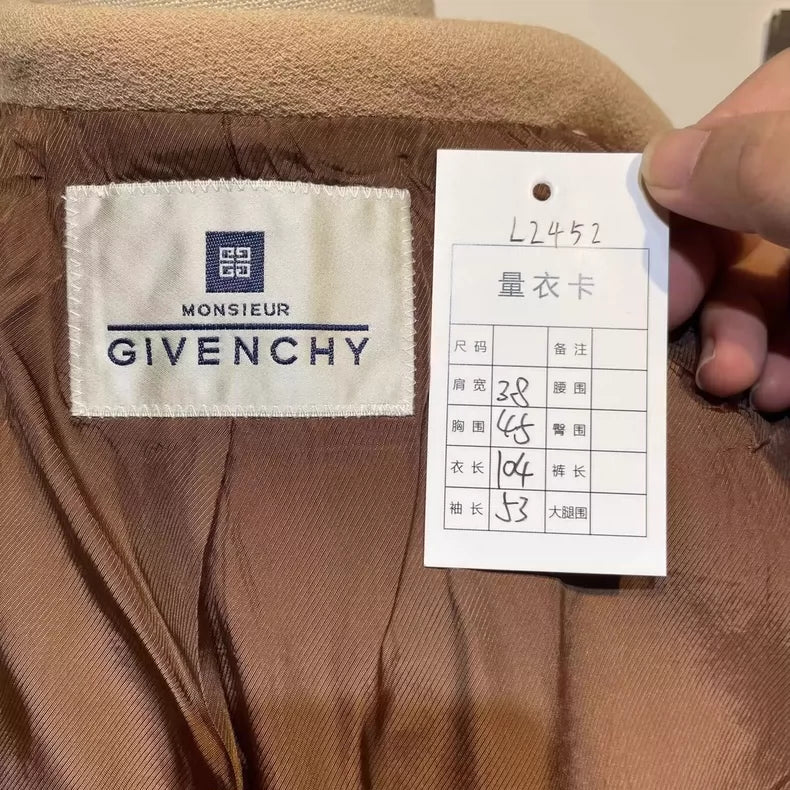 MONSIEUR
GIVENCHY
L2452
量衣卡
尺码 备注
肩宽 38 腰围
胸围 45 臀围
衣长 104 裤长
袖长 53 大腿围